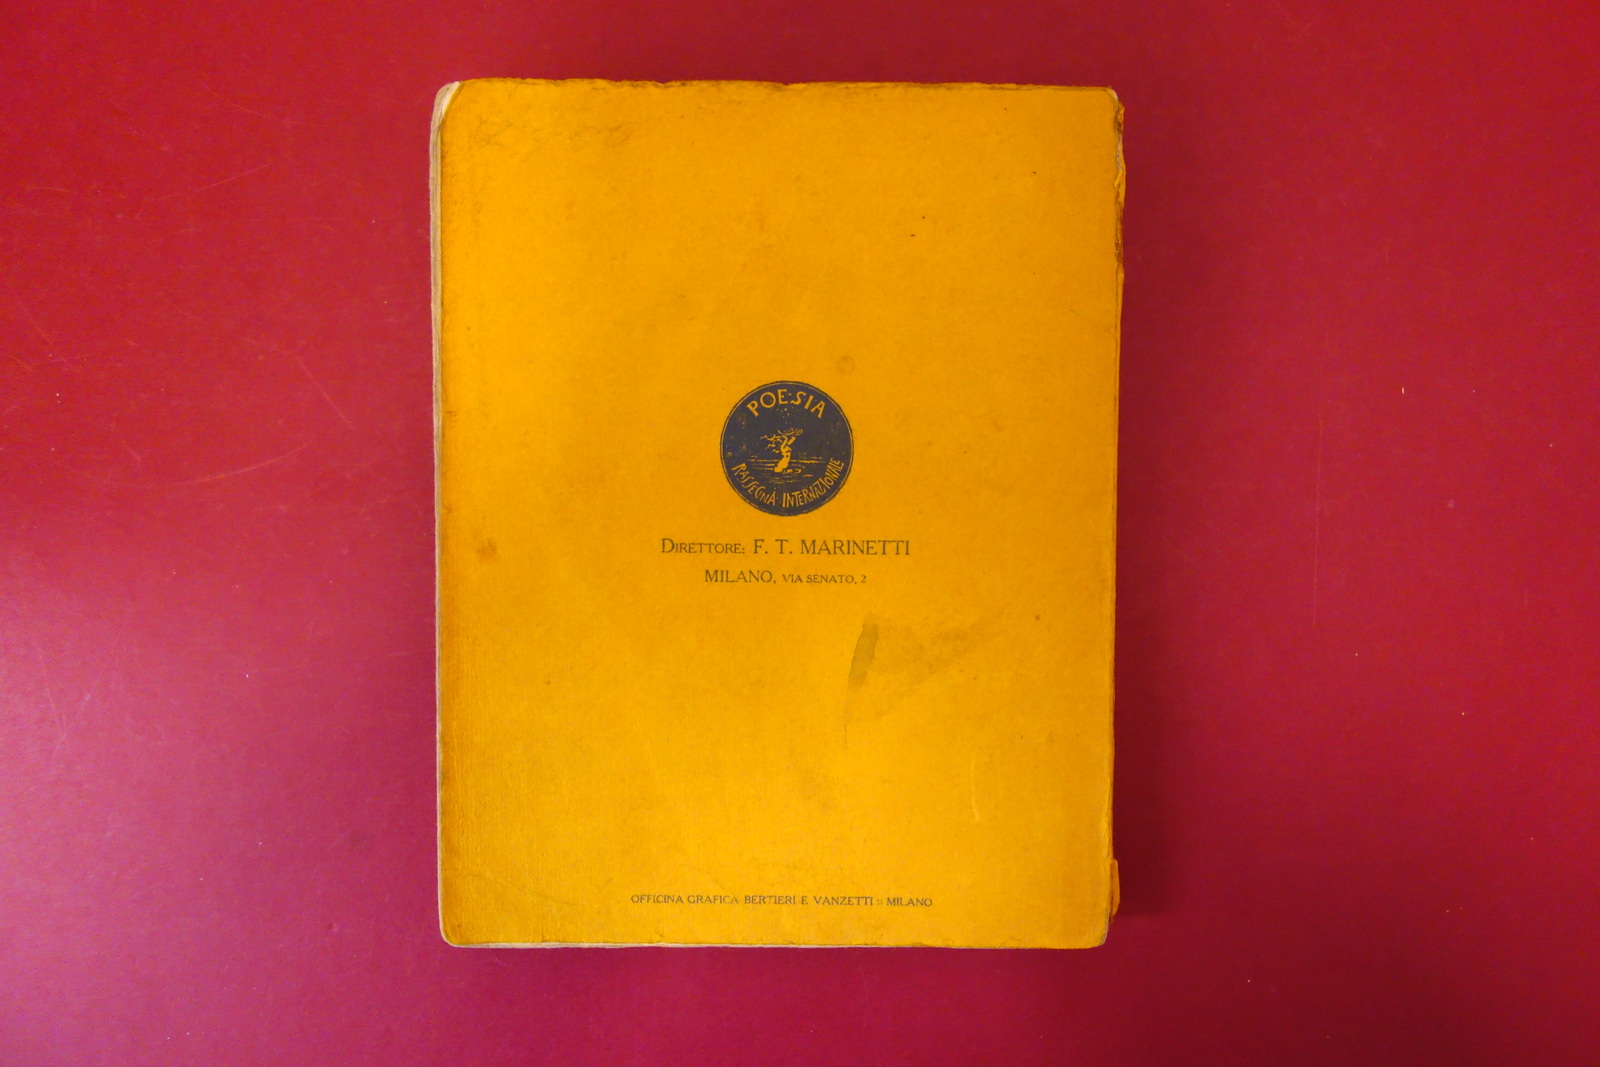 POESIA
RASSEGNA INTERNAZIONALE
DIRETTORE: F. T. MARINETTI
MILANO, VIA SENATO, 2
OFFICINA GRAFICA BERTIERI E VANZETTI :: MILANO